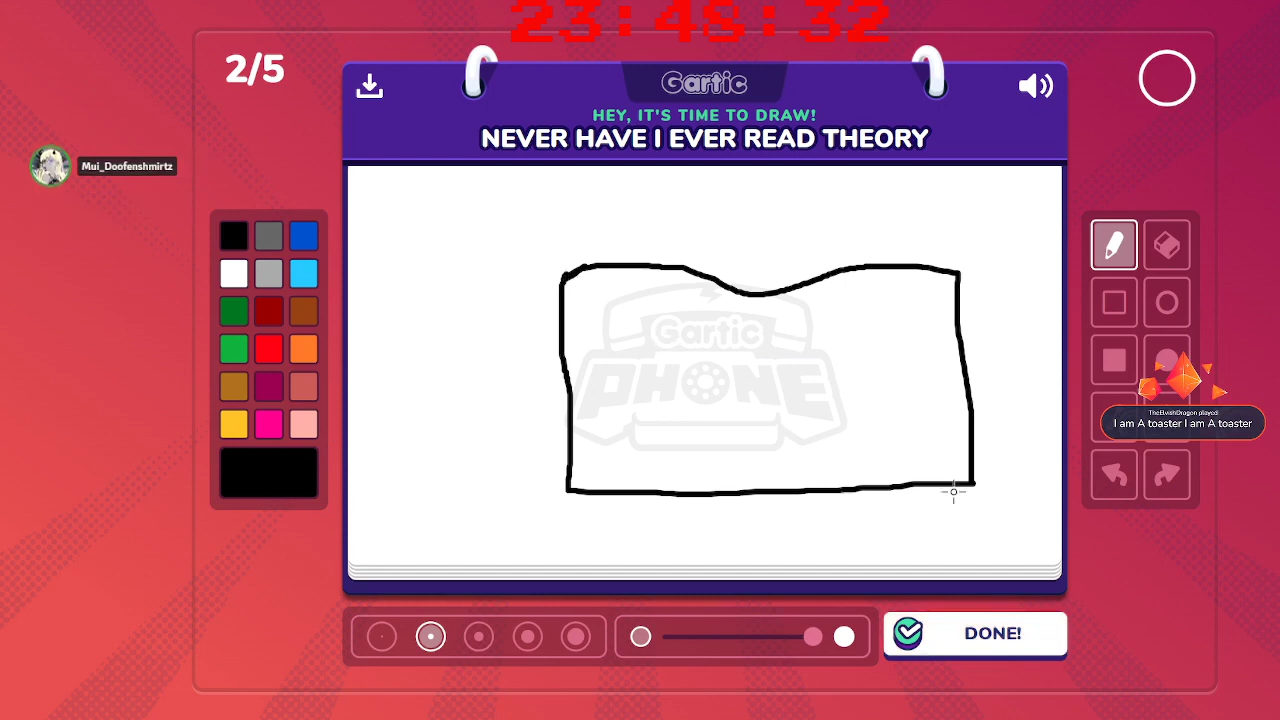 23:48:32
2/5
Gartic
HEY, IT'S TIME TO DRAW!
NEVER HAVE I EVER READ THEORY
Mui_Doofenshmirtz
Gartic
PHONE
TheElvishDragon played
I am A toaster I am A toaster
DONE!